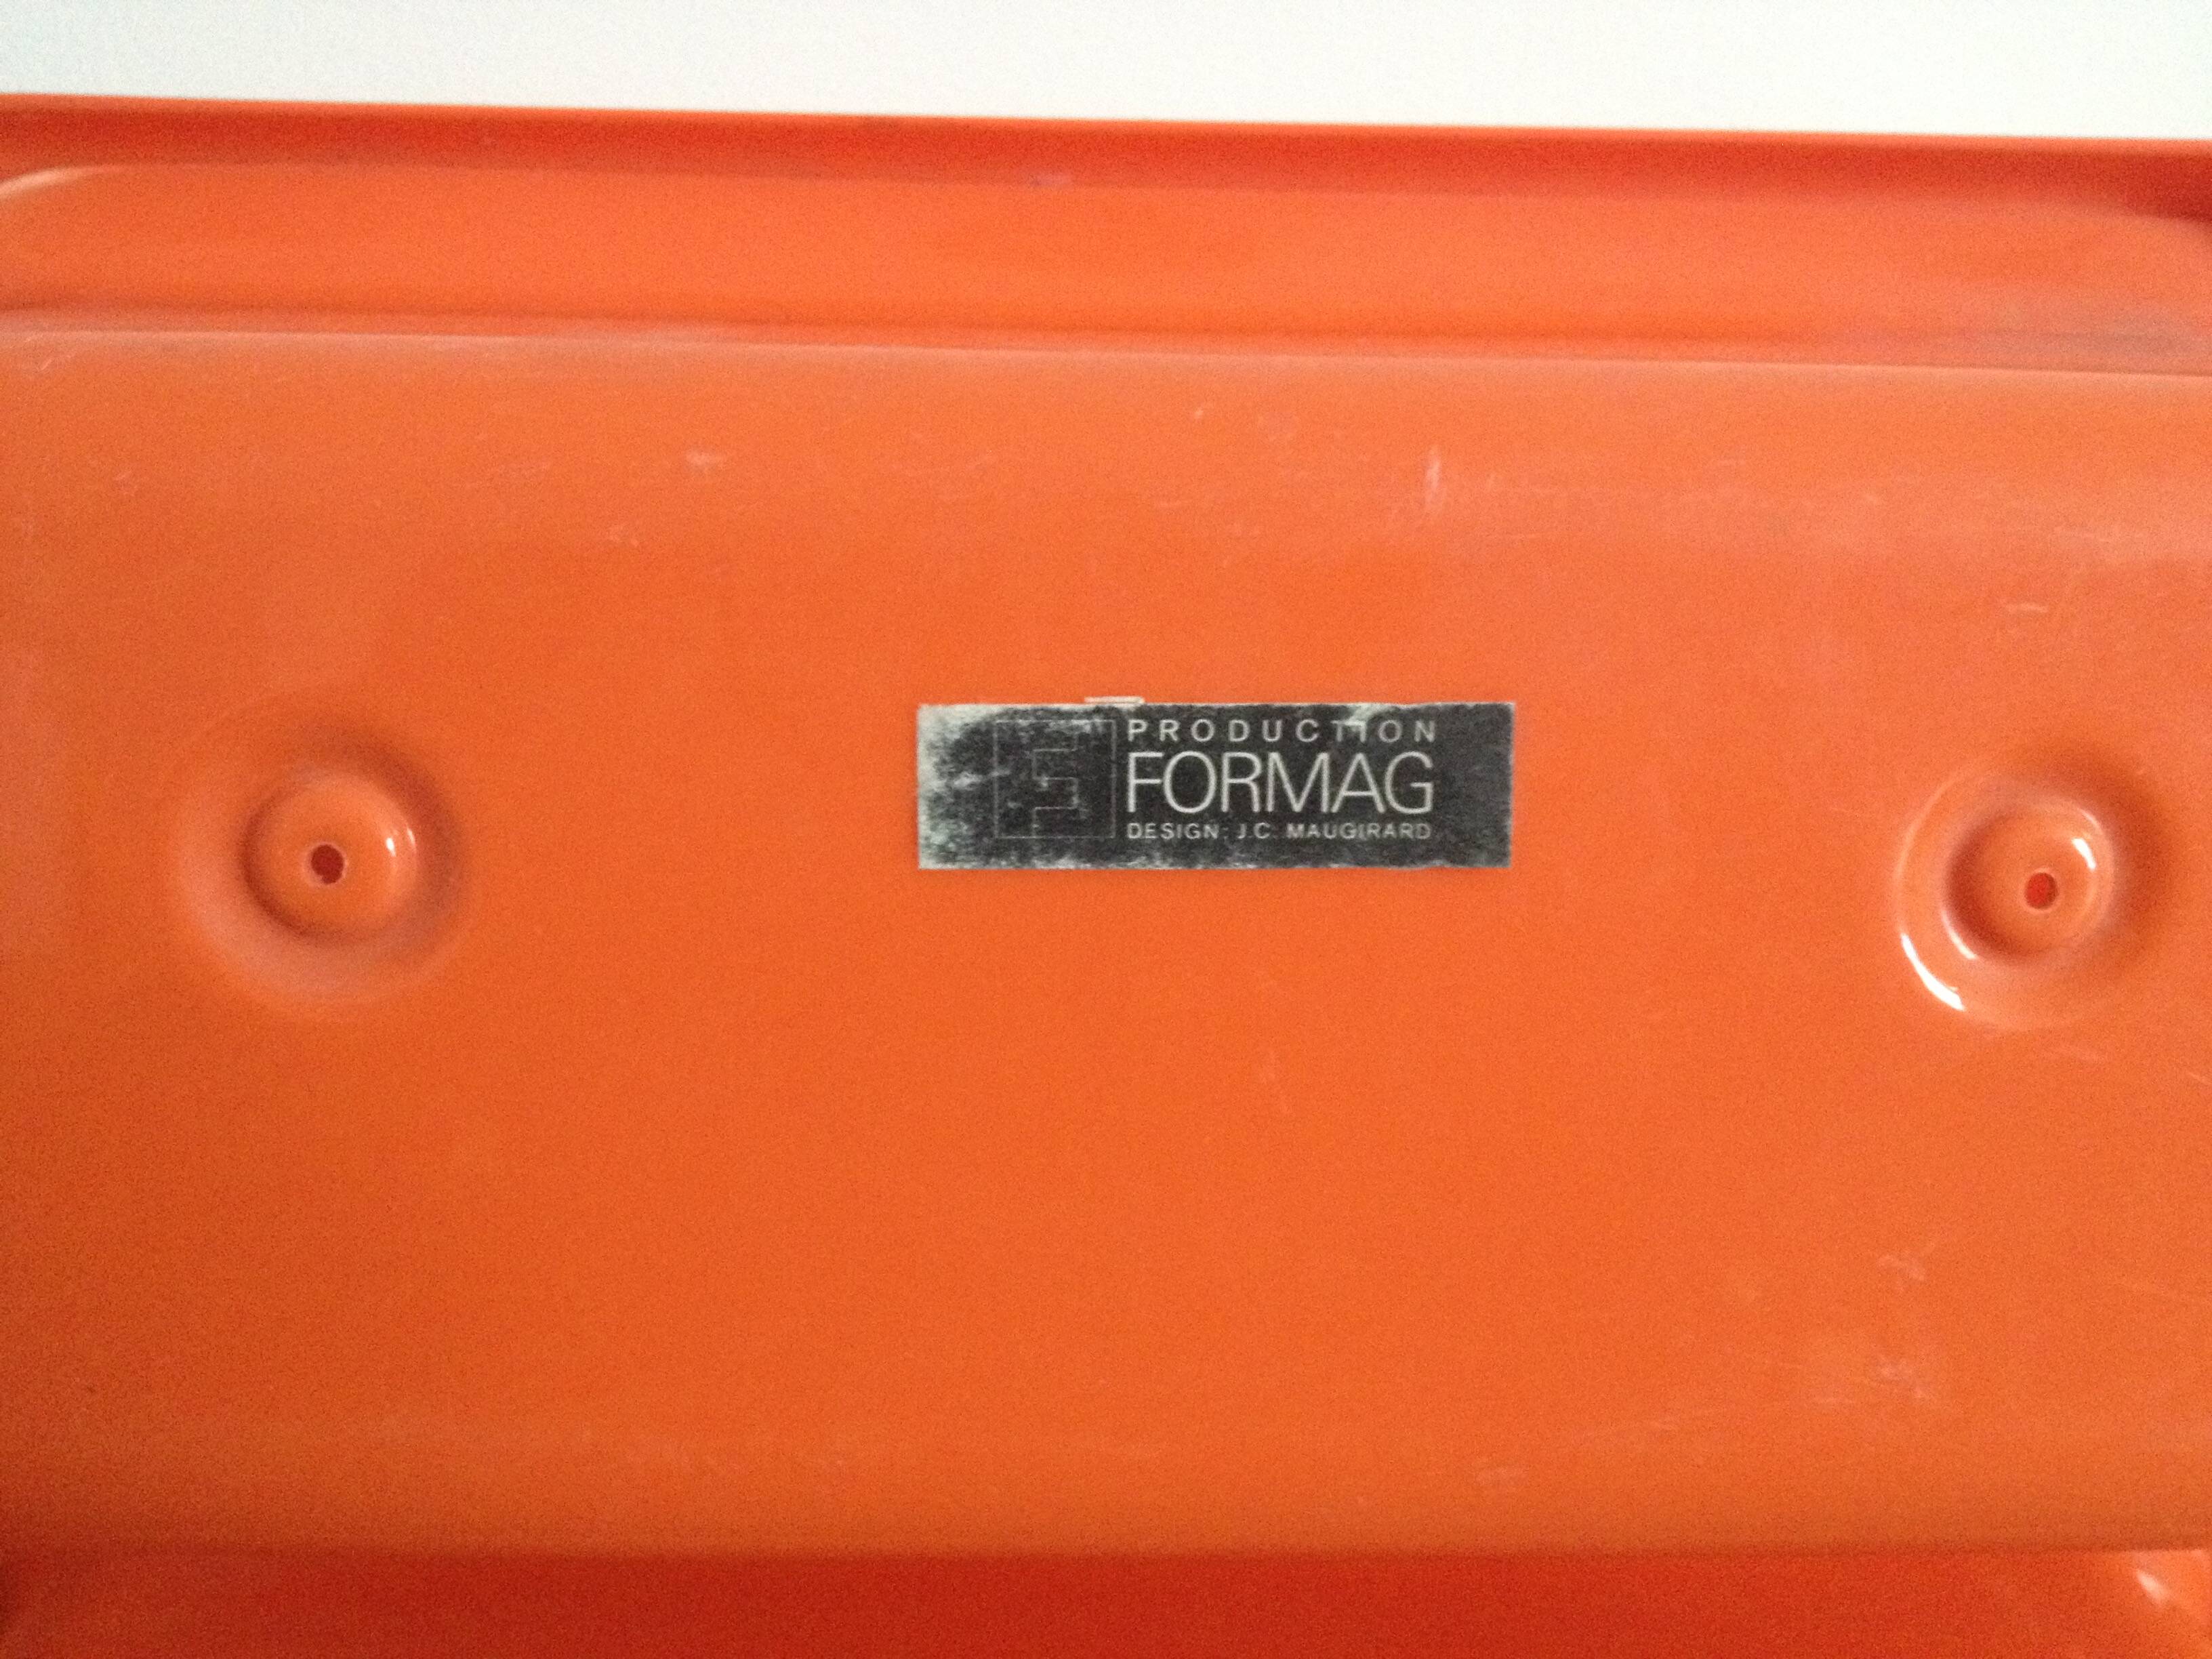 PRODUCTION
FORMAG
DESIGN: J.C. MAUGIRARD